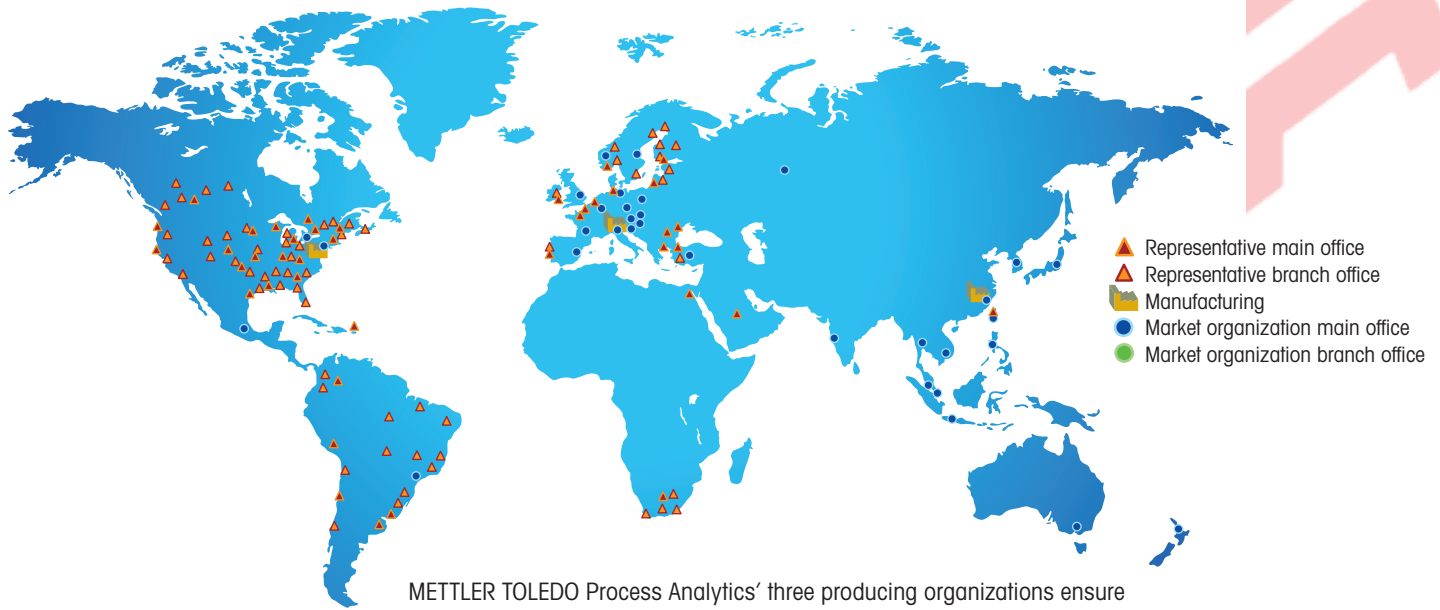 Representative main office
Representative branch office
Manufacturing
Market organization main office
Market organization branch office
METTLER TOLEDO Process Analytics’ three producing organizations ensure